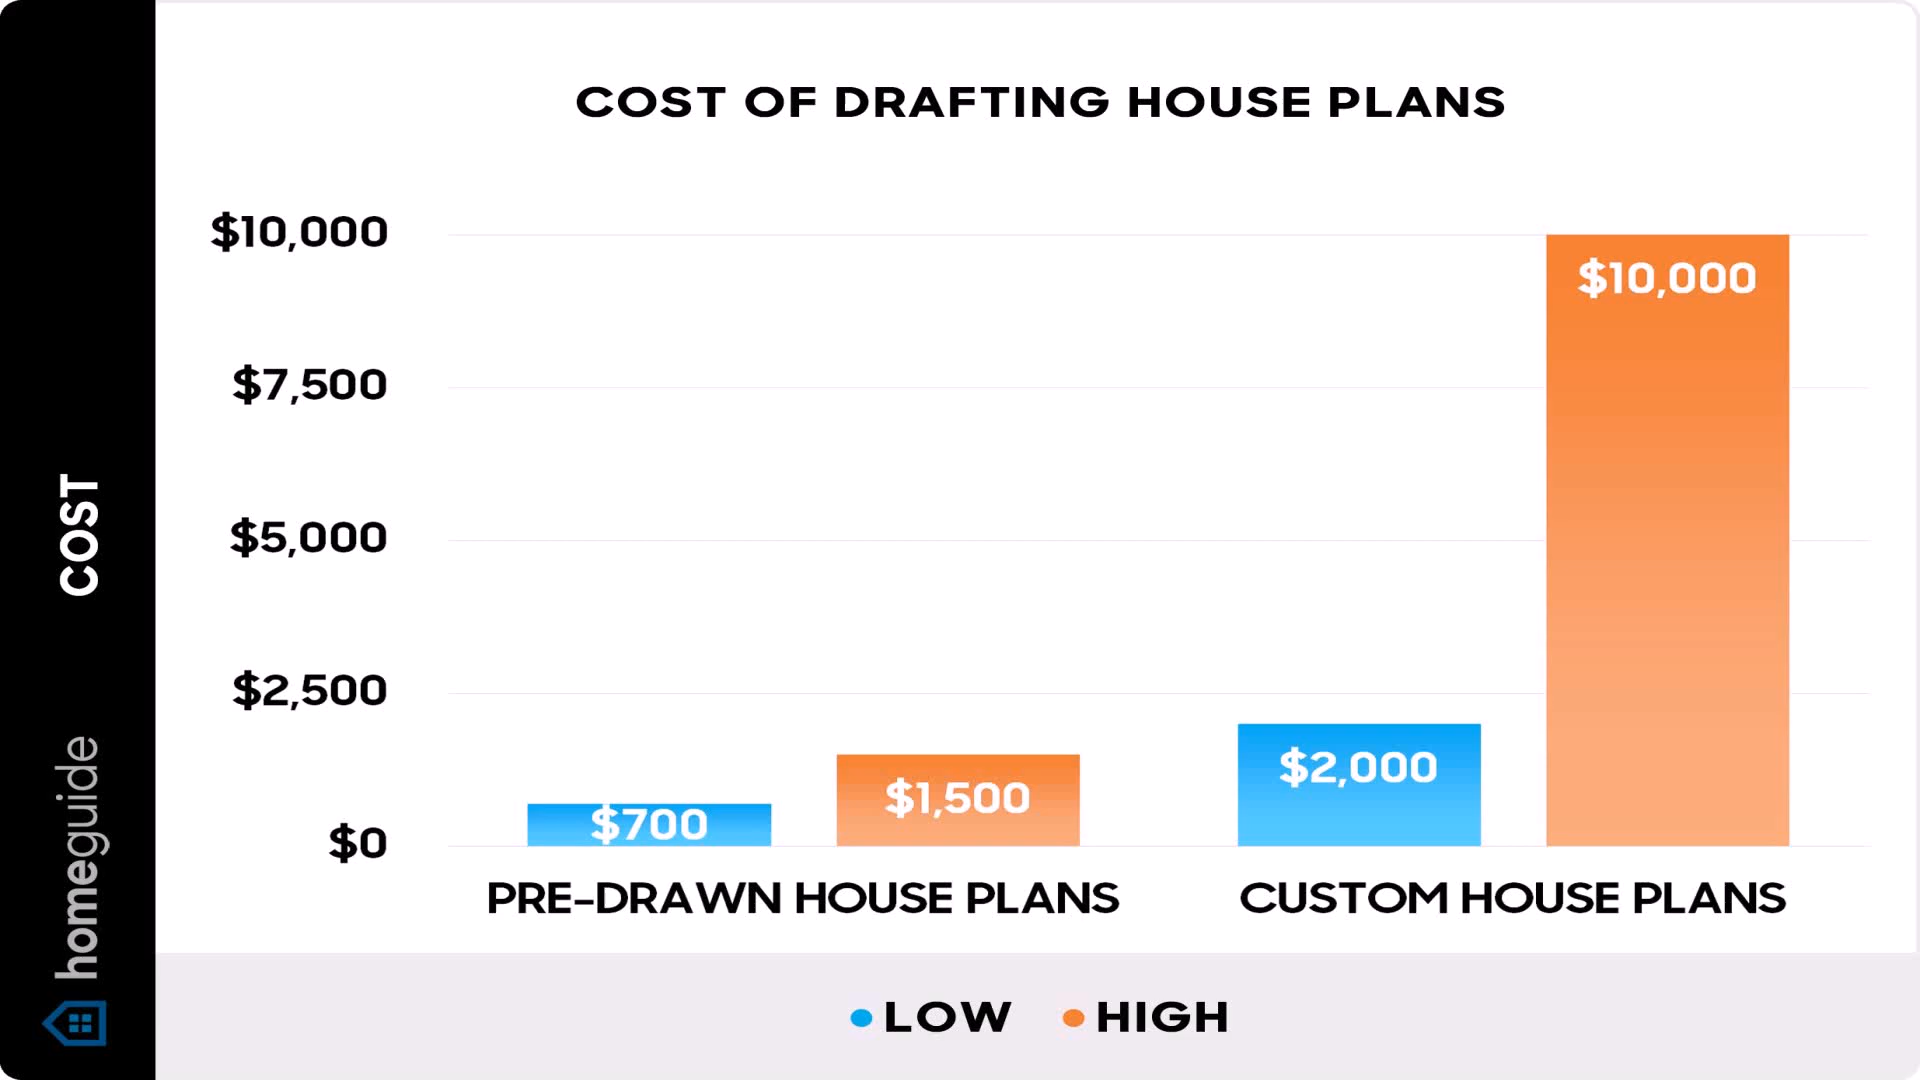 COST OF DRAFTING HOUSE PLANS
$10,000
$7,500
$5,000
$2,500
$0
$700
$1,500
$2,000
$10,000
PRE-DRAWN HOUSE PLANS
CUSTOM HOUSE PLANS
LOW
HIGH
COST
homeguide